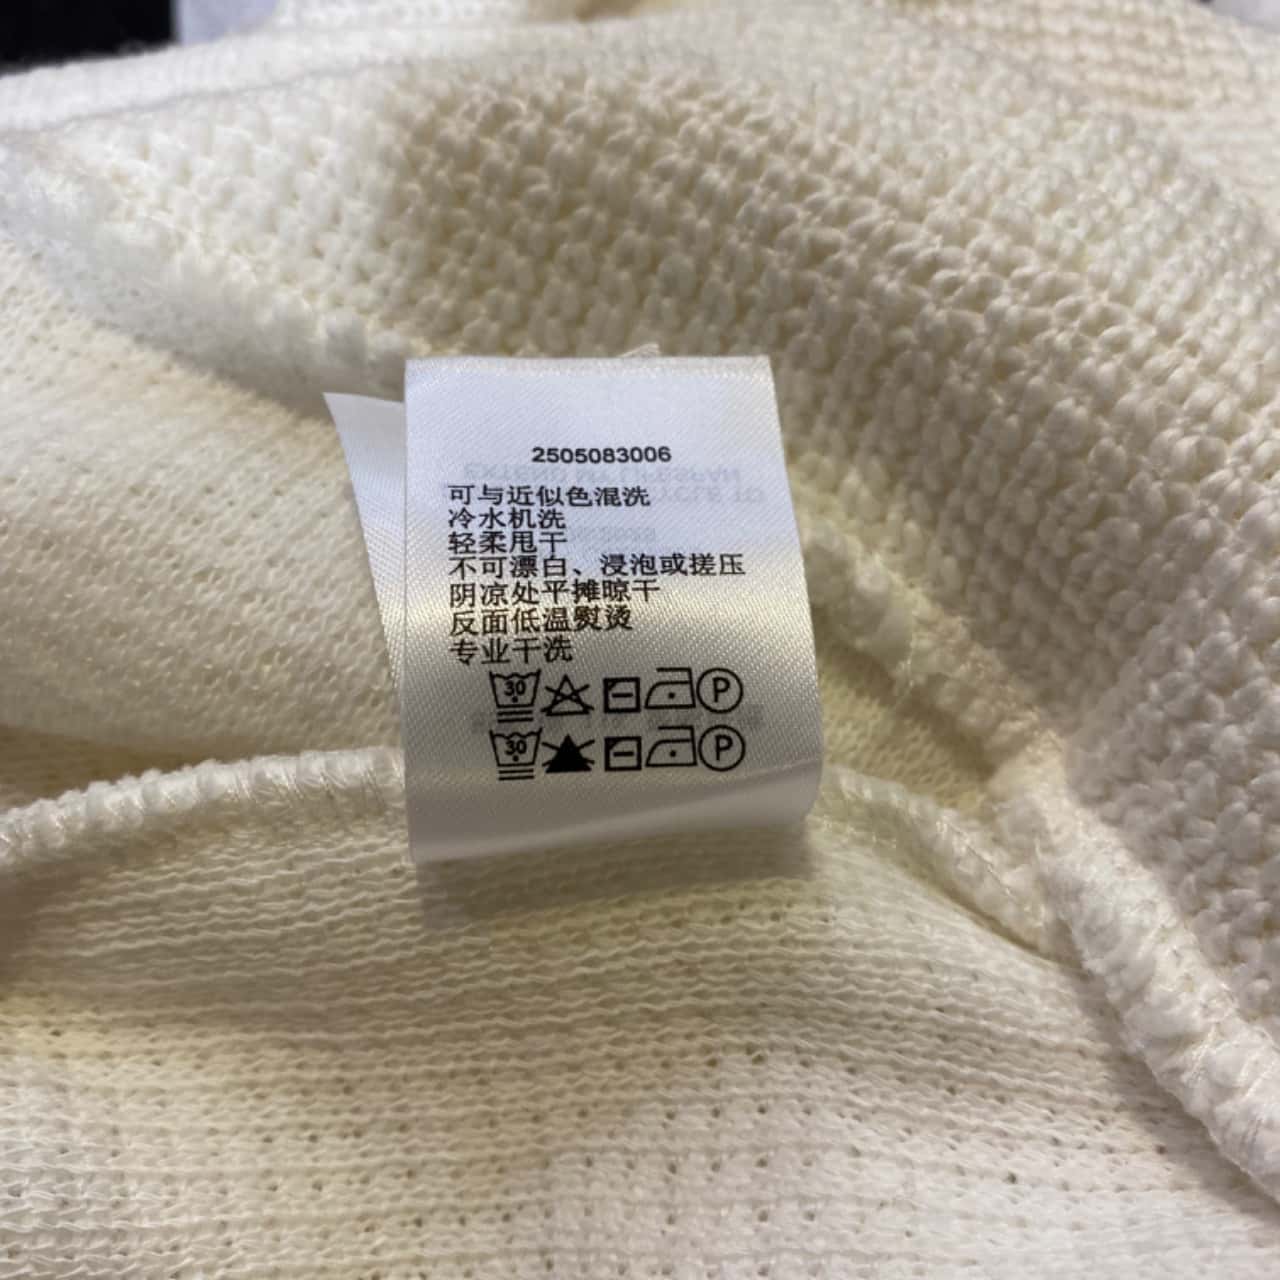 2505083006
可与近似色混洗
冷水机洗
轻柔甩干
不可漂白、浸泡或搓压
阴凉处平摊晾干
反面低温熨烫
专业干洗
30 P
30 P